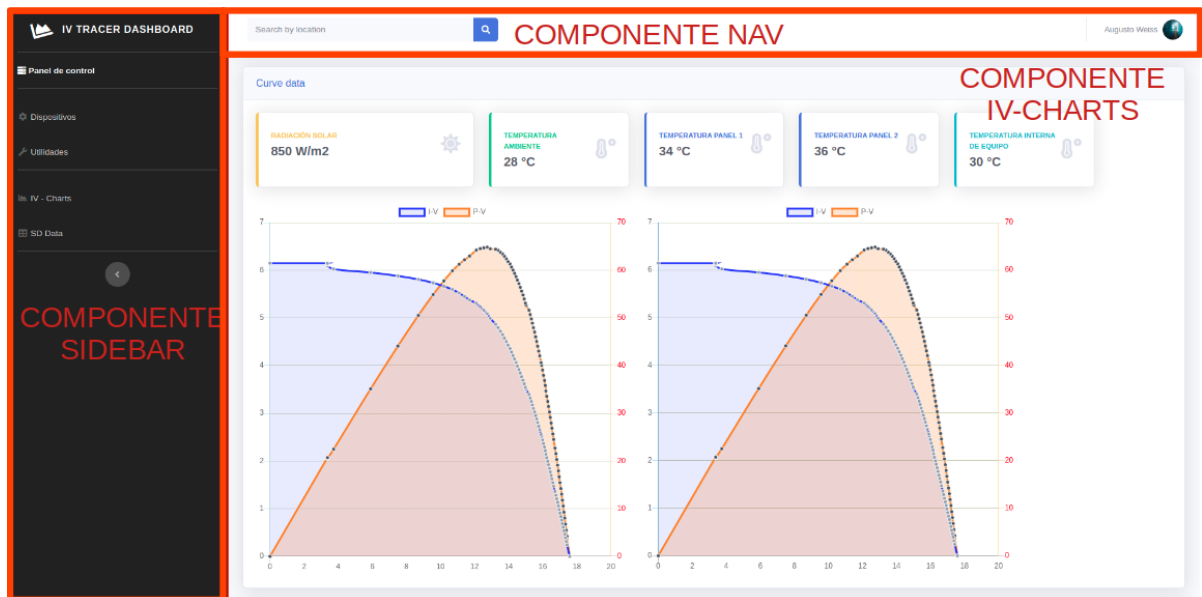 IV TRACER DASHBOARD
Search by location
COMPONENTE NAV
Augusto Weiss
Panel de control
Dispositivos
Utilidades
IV - Charts
SD Data
COMPONENTE
SIDEBAR
Curve data
COMPONENTE
IV-CHARTS
RADIACIÓN SOLAR
850 W/m2
TEMPERATURA
AMBIENTE
28 °C
TEMPERATURA PANEL 1
34 °C
TEMPERATURA PANEL 2
36 °C
TEMPERATURA INTERNA
DE EQUIPO
30 °C
I-V P-V
7 70
6 60
5 50
4 40
3 30
2 20
1 10
0 0
0 2 4 6 8 10 12 14 16 18 20
I-V P-V
7 70
6 60
5 50
4 40
3 30
2 20
1 10
0 0
0 2 4 6 8 10 12 14 16 18 20